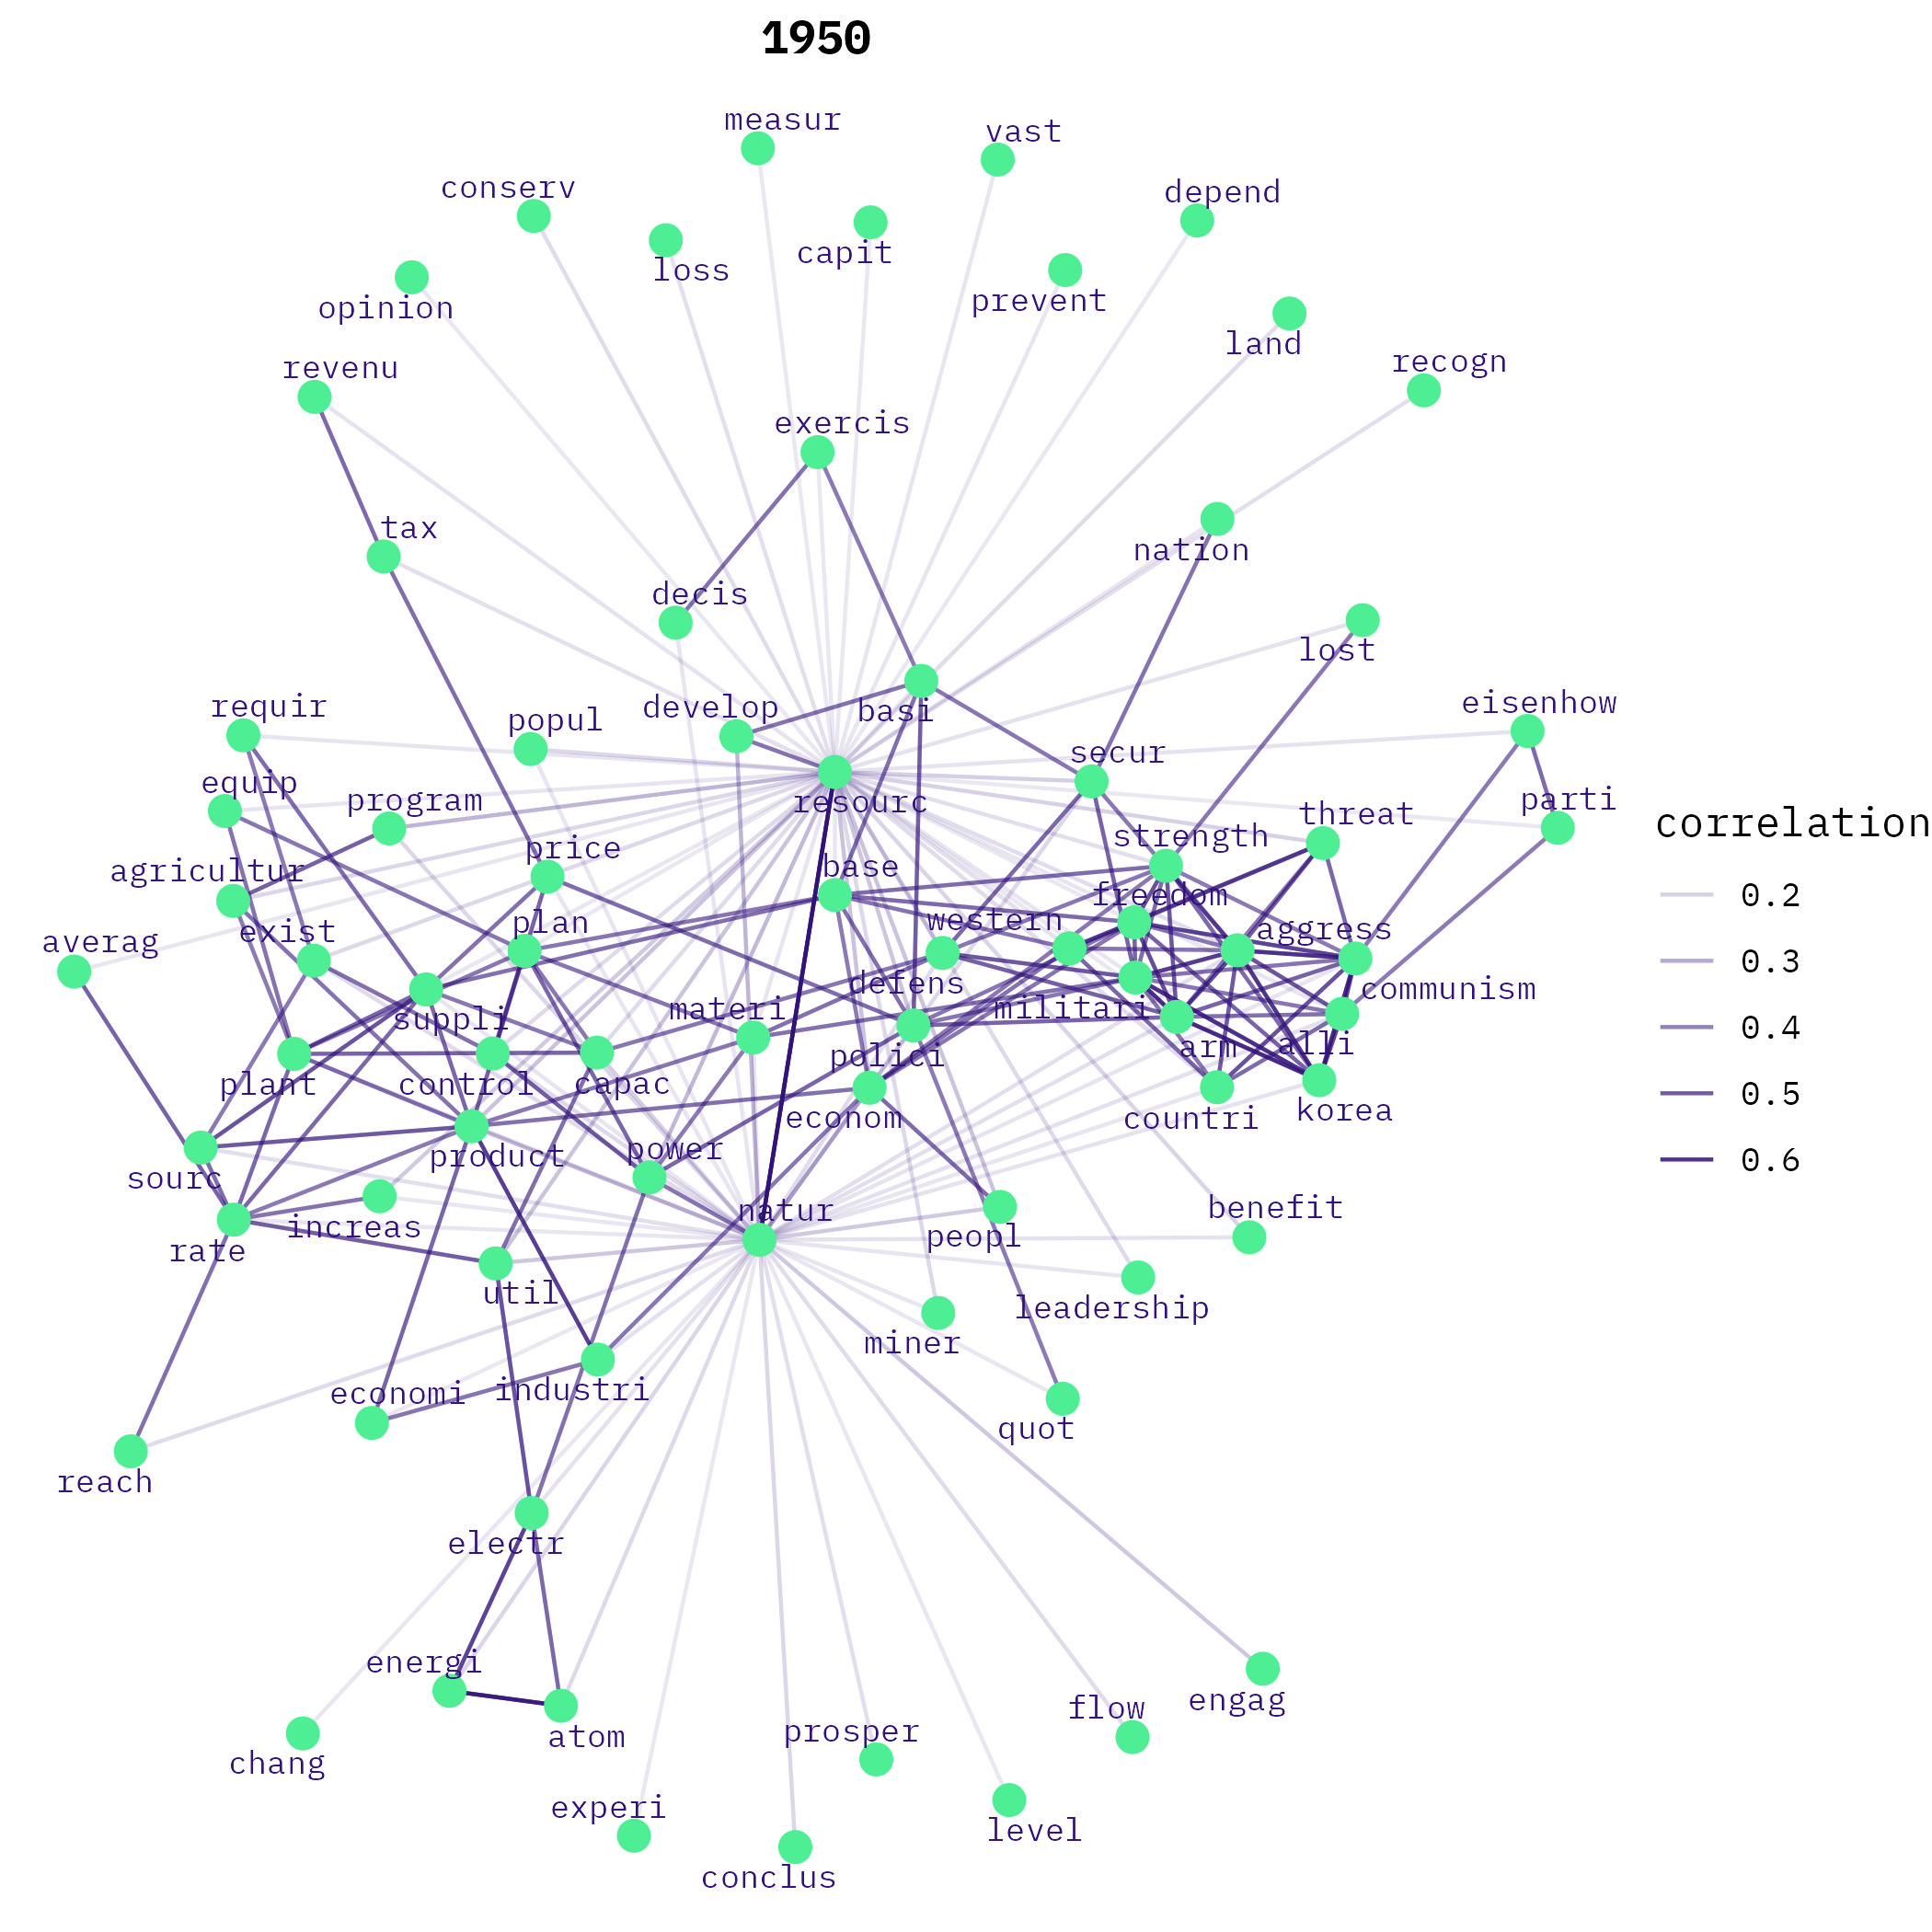 1950
measur
vast
conserv
depend
loss
capit
opinion
prevent
land
revenu
recogn
exercis
tax
nation
decis
lost
requir
popul
develop
basi
eisenhow
secur
equip
program
resourc
parti
threat
correlation
price
strength
agricultur
base
freedom
0.2
averag
exist
plan
western
aggress
0.3
suppli
materi
defens
militari
communism
0.4
plant
control
capac
polici
arm
alli
0.5
econom
countri
korea
sourc
product
power
0.6
increas
natur
peopl
benefit
rate
util
leadership
miner
economi
industri
quot
reach
electr
energi
atom
chang
prosper
flow
engag
experi
level
conclus